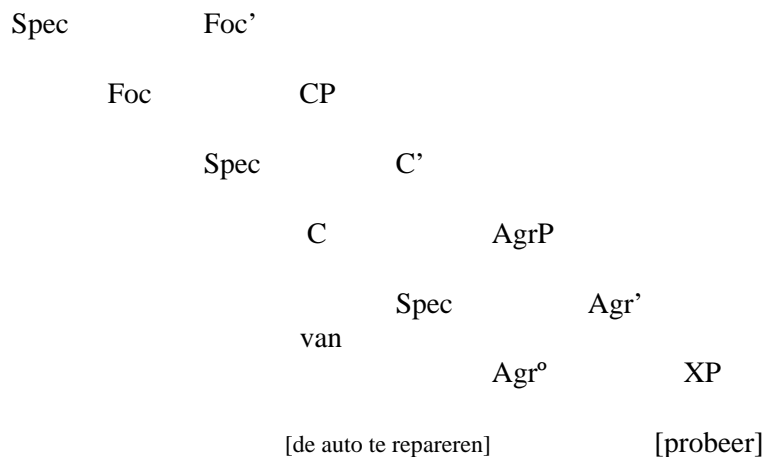 Spec Foc’
Foc CP
Spec C’
C AgrP
Spec Agr’
van
Agrº XP
[de auto te repareren] [probeer]